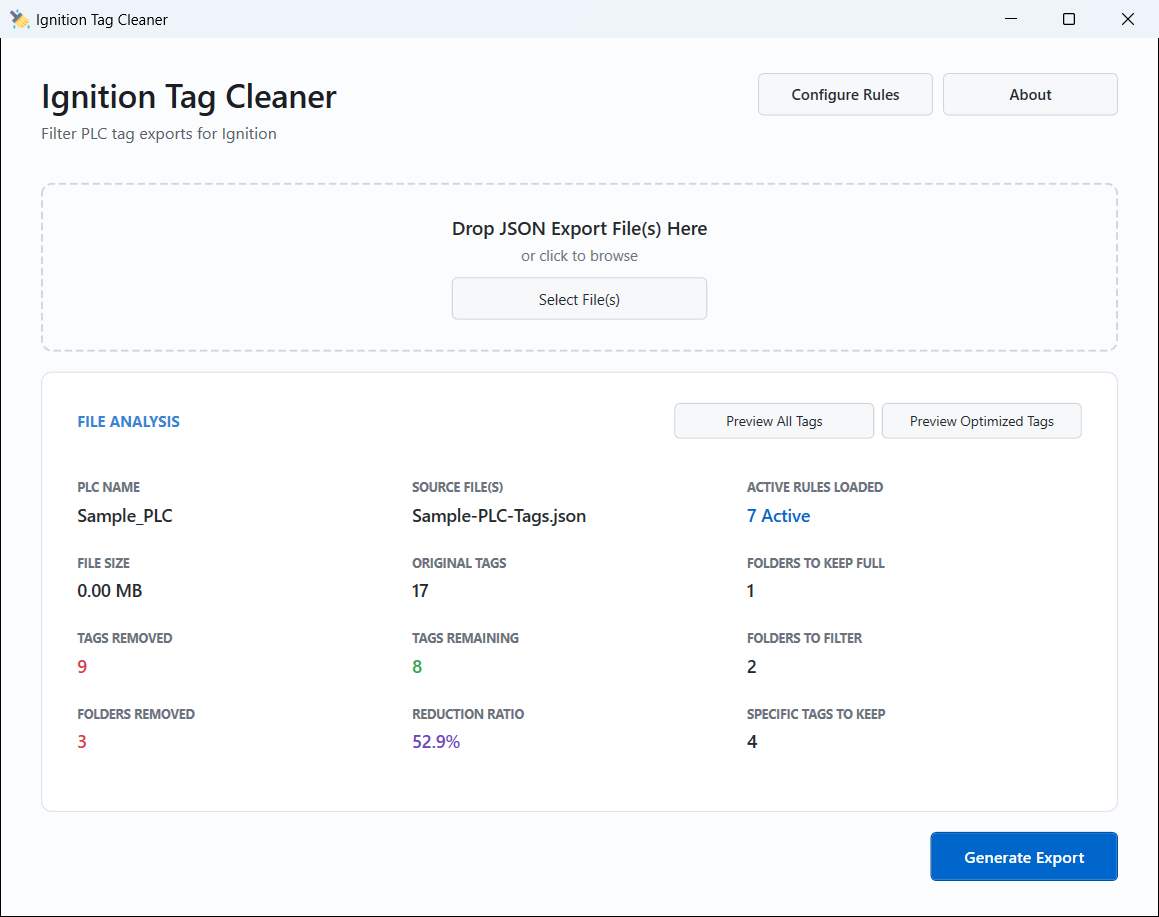 Ignition Tag Cleaner
Ignition Tag Cleaner
Configure Rules
About
Filter PLC tag exports for Ignition
Drop JSON Export File(s) Here
or click to browse
Select File(s)
FILE ANALYSIS
Preview All Tags
Preview Optimized Tags
PLC NAME
Sample_PLC
SOURCE FILE(S)
Sample-PLC-Tags.json
ACTIVE RULES LOADED
7 Active
FILE SIZE
0.00 MB
ORIGINAL TAGS
17
FOLDERS TO KEEP FULL
1
TAGS REMOVED
9
TAGS REMAINING
8
FOLDERS TO FILTER
2
FOLDERS REMOVED
3
REDUCTION RATIO
52.9%
SPECIFIC TAGS TO KEEP
4
Generate Export